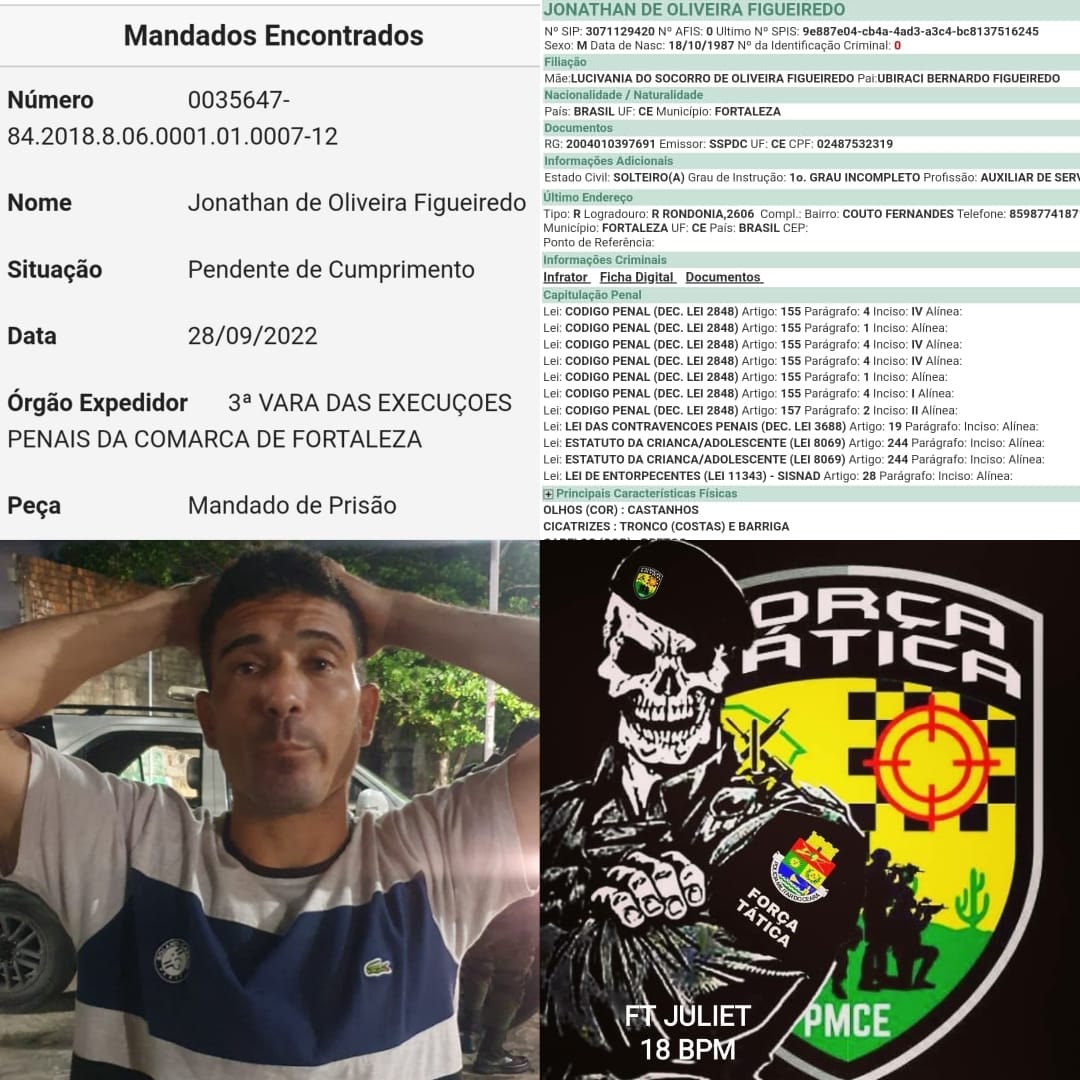 Mandados Encontrados
Número 0035647-
84.2018.8.06.0001.01.0007-12
Nome Jonathan de Oliveira Figueiredo
Situação Pendente de Cumprimento
Data 28/09/2022
Órgão Expedidor 3ª VARA DAS EXECUÇOES
PENAIS DA COMARCA DE FORTALEZA
Peça Mandado de Prisão
JONATHAN DE OLIVEIRA FIGUEIREDO
Nº SIP: 3071129420 Nº AFIS: 0 Ultimo Nº SPIS: 9e887e04-cb4a-4ad3-a3c4-bc8137516245
Sexo: M Data de Nasc: 18/10/1987 Nº da Identificação Criminal: 0
Filiação
Mãe:LUCIVANIA DO SOCORRO DE OLIVEIRA FIGUEIREDO Pai:UBIRACI BERNARDO FIGUEIREDO
Nacionalidade / Naturalidade
País: BRASIL UF: CE Município: FORTALEZA
Documentos
RG: 2004010397691 Emissor: SSPDC UF: CE CPF: 02487532319
Informações Adicionais
Estado Civil: SOLTEIRO(A) Grau de Instrução: 1o. GRAU INCOMPLETO Profissão: AUXILIAR DE SERV
Último Endereço
Tipo: R Logradouro: R RONDONIA,2606 Compl.: Bairro: COUTO FERNANDES Telefone: 8598774187
Município: FORTALEZA UF: CE País: BRASIL CEP:
Ponto de Referência:
Informações Criminais
Infrator Ficha Digital Documentos
Capitulação Penal
Lei: CODIGO PENAL (DEC. LEI 2848) Artigo: 155 Parágrafo: 4 Inciso: IV Alínea:
Lei: CODIGO PENAL (DEC. LEI 2848) Artigo: 155 Parágrafo: 1 Inciso: Alínea:
Lei: CODIGO PENAL (DEC. LEI 2848) Artigo: 155 Parágrafo: 4 Inciso: IV Alínea:
Lei: CODIGO PENAL (DEC. LEI 2848) Artigo: 155 Parágrafo: 4 Inciso: IV Alínea:
Lei: CODIGO PENAL (DEC. LEI 2848) Artigo: 155 Parágrafo: 1 Inciso: Alínea:
Lei: CODIGO PENAL (DEC. LEI 2848) Artigo: 155 Parágrafo: 4 Inciso: I Alínea:
Lei: CODIGO PENAL (DEC. LEI 2848) Artigo: 157 Parágrafo: 2 Inciso: II Alínea:
Lei: LEI DAS CONTRAVENCOES PENAIS (DEC. LEI 3688) Artigo: 19 Parágrafo: Inciso: Alínea:
Lei: ESTATUTO DA CRIANCA/ADOLESCENTE (LEI 8069) Artigo: 244 Parágrafo: Inciso: Alínea:
Lei: ESTATUTO DA CRIANCA/ADOLESCENTE (LEI 8069) Artigo: 244 Parágrafo: Inciso: Alínea:
Lei: LEI DE ENTORPECENTES (LEI 11343) - SISNAD Artigo: 28 Parágrafo: Inciso: Alínea:
Principais Características Físicas
OLHOS (COR) : CASTANHOS
CICATRIZES : TRONCO (COSTAS) E BARRIGA
ORÇA
ÁTICA
FORÇA
TÁTICA
FT JULIET
18 BPM
PMCE